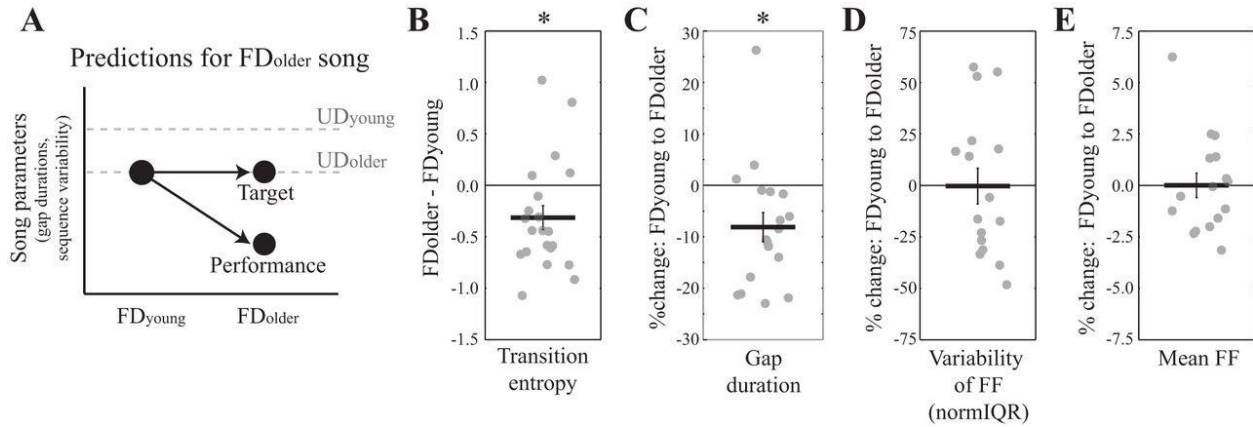 A
Predictions for FDolder song
Song parameters
(gap durations,
sequence variability)
UDyoung
UDolder
Target
Performance
FDyoung
FDolder
B
*
FDolder - FDyoung
1.5
1.0
0.5
0.0
-0.5
-1.0
-1.5
Transition
entropy
C
*
%change: FDyoung to FDolder
30
20
10
0
-10
-20
-30
Gap
duration
D
% change: FDyoung to FDolder
75
50
25
0
-25
-50
-75
Variability
of FF
(normIQR)
E
% change: FDyoung to FDolder
7.5
5.0
2.5
0
-2.5
-5.0
-7.5
Mean FF